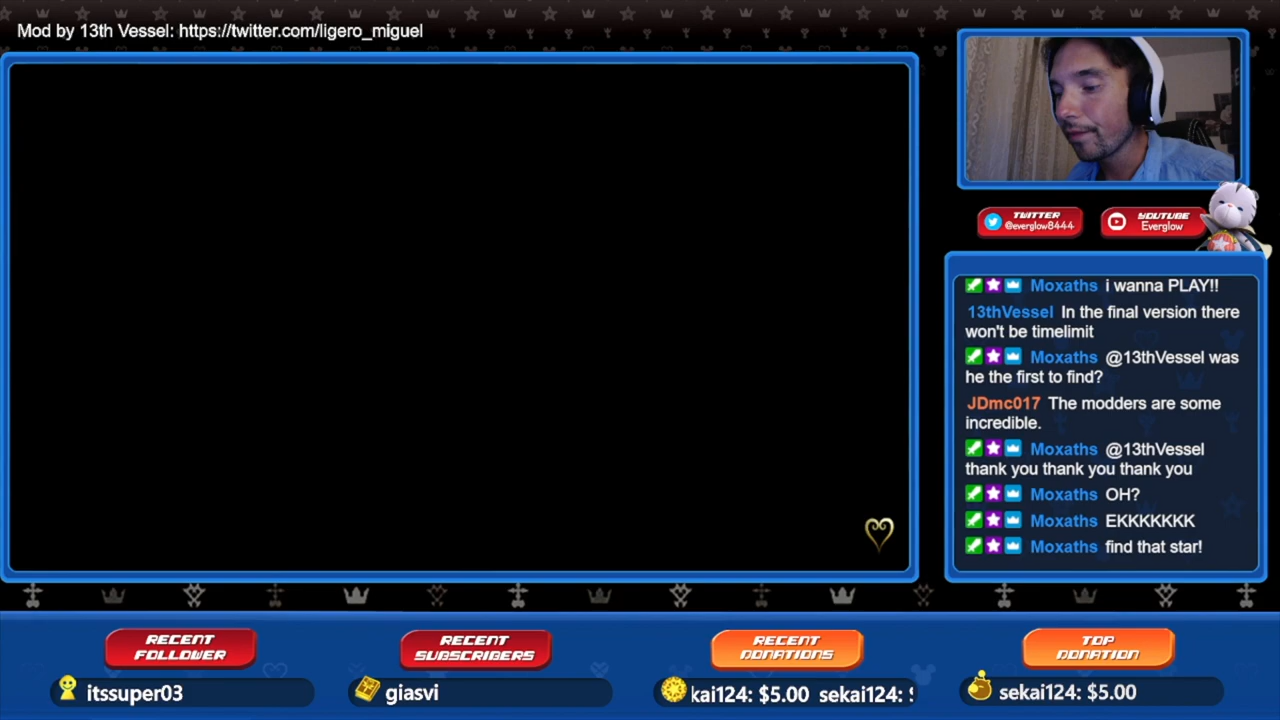 Mod by 13th Vessel: https://twitter.com/ligero_miguel
TWITTER
@everglow8444
YOUTUBE
Everglow
Moxaths i wanna PLAY!!
13thVessel In the final version there
won't be timelimit
Moxaths @13thVessel was
he the first to find?
JDmc017 The modders are some
incredible.
Moxaths @13thVessel
thank you thank you thank you
Moxaths OH?
Moxaths EKKKKKKK
Moxaths find that star!
RECENT
FOLLOWER
itssuper03
RECENT
SUBSCRIBERS
giasvi
RECENT
DONATIONS
kai124: $5.00 sekai124: $
TOP
DONATION
sekai124: $5.00